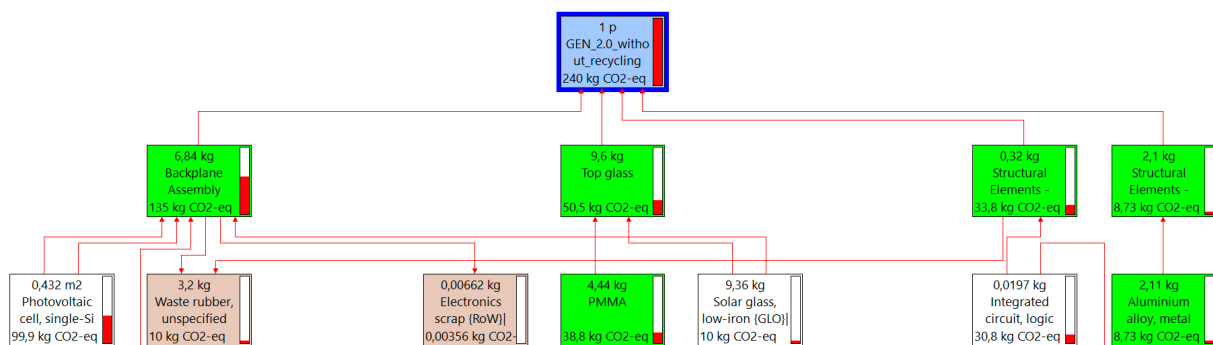 1 p
GEN_2.0_witho
ut_recycling
240 kg CO2-eq
6,84 kg
Backplane
Assembly
135 kg CO2-eq
9,6 kg
Top glass
50,5 kg CO2-eq
0,32 kg
Structural
Elements -
33,8 kg CO2-eq
2,1 kg
Structural
Elements -
8,73 kg CO2-eq
0,432 m2
Photovoltaic
cell, single-Si
99,9 kg CO2-eq
3,2 kg
Waste rubber,
unspecified
10 kg CO2-eq
0,00662 kg
Electronics
scrap {RoW}|
0,00356 kg CO2-
4,44 kg
PMMA
38,8 kg CO2-eq
9,36 kg
Solar glass,
low-iron {GLO}|
10 kg CO2-eq
0,0197 kg
Integrated
circuit, logic
30,8 kg CO2-eq
2,11 kg
Aluminium
alloy, metal
8,73 kg CO2-eq